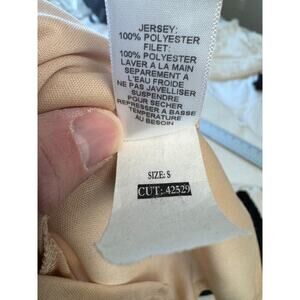 JERSEY:
100% POLYESTER
FILET:
100% POLYESTER
LAVER A LA MAIN
SEPAREMENT A
L'EAU FROIDE
NE PAS JAVELLISER
SUSPENDRE
POUR SECHER
REPRESSER A BASSE
TEMPERATURE
AU BESOIN
SIZE: S
CUT: 42529